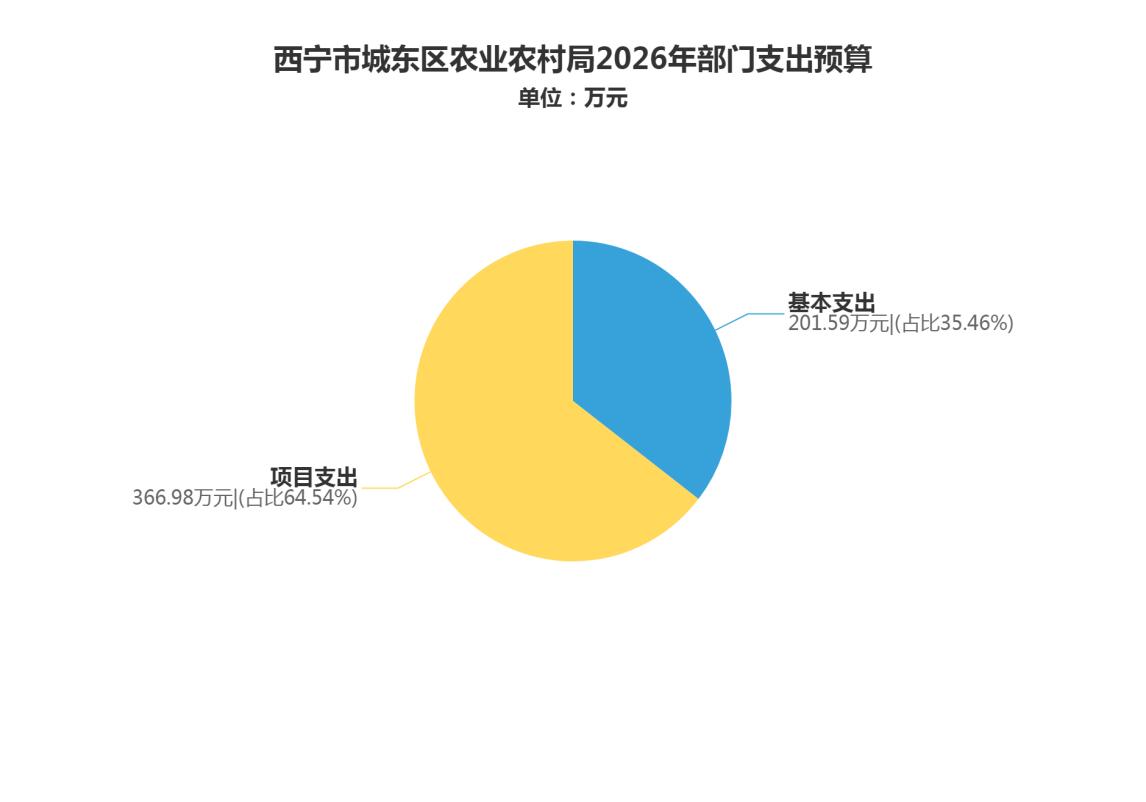 西宁市城东区农业农村局2026年部门支出预算
单位：万元
基本支出
201.59万元|(占比35.46%)
项目支出
366.98万元|(占比64.54%)